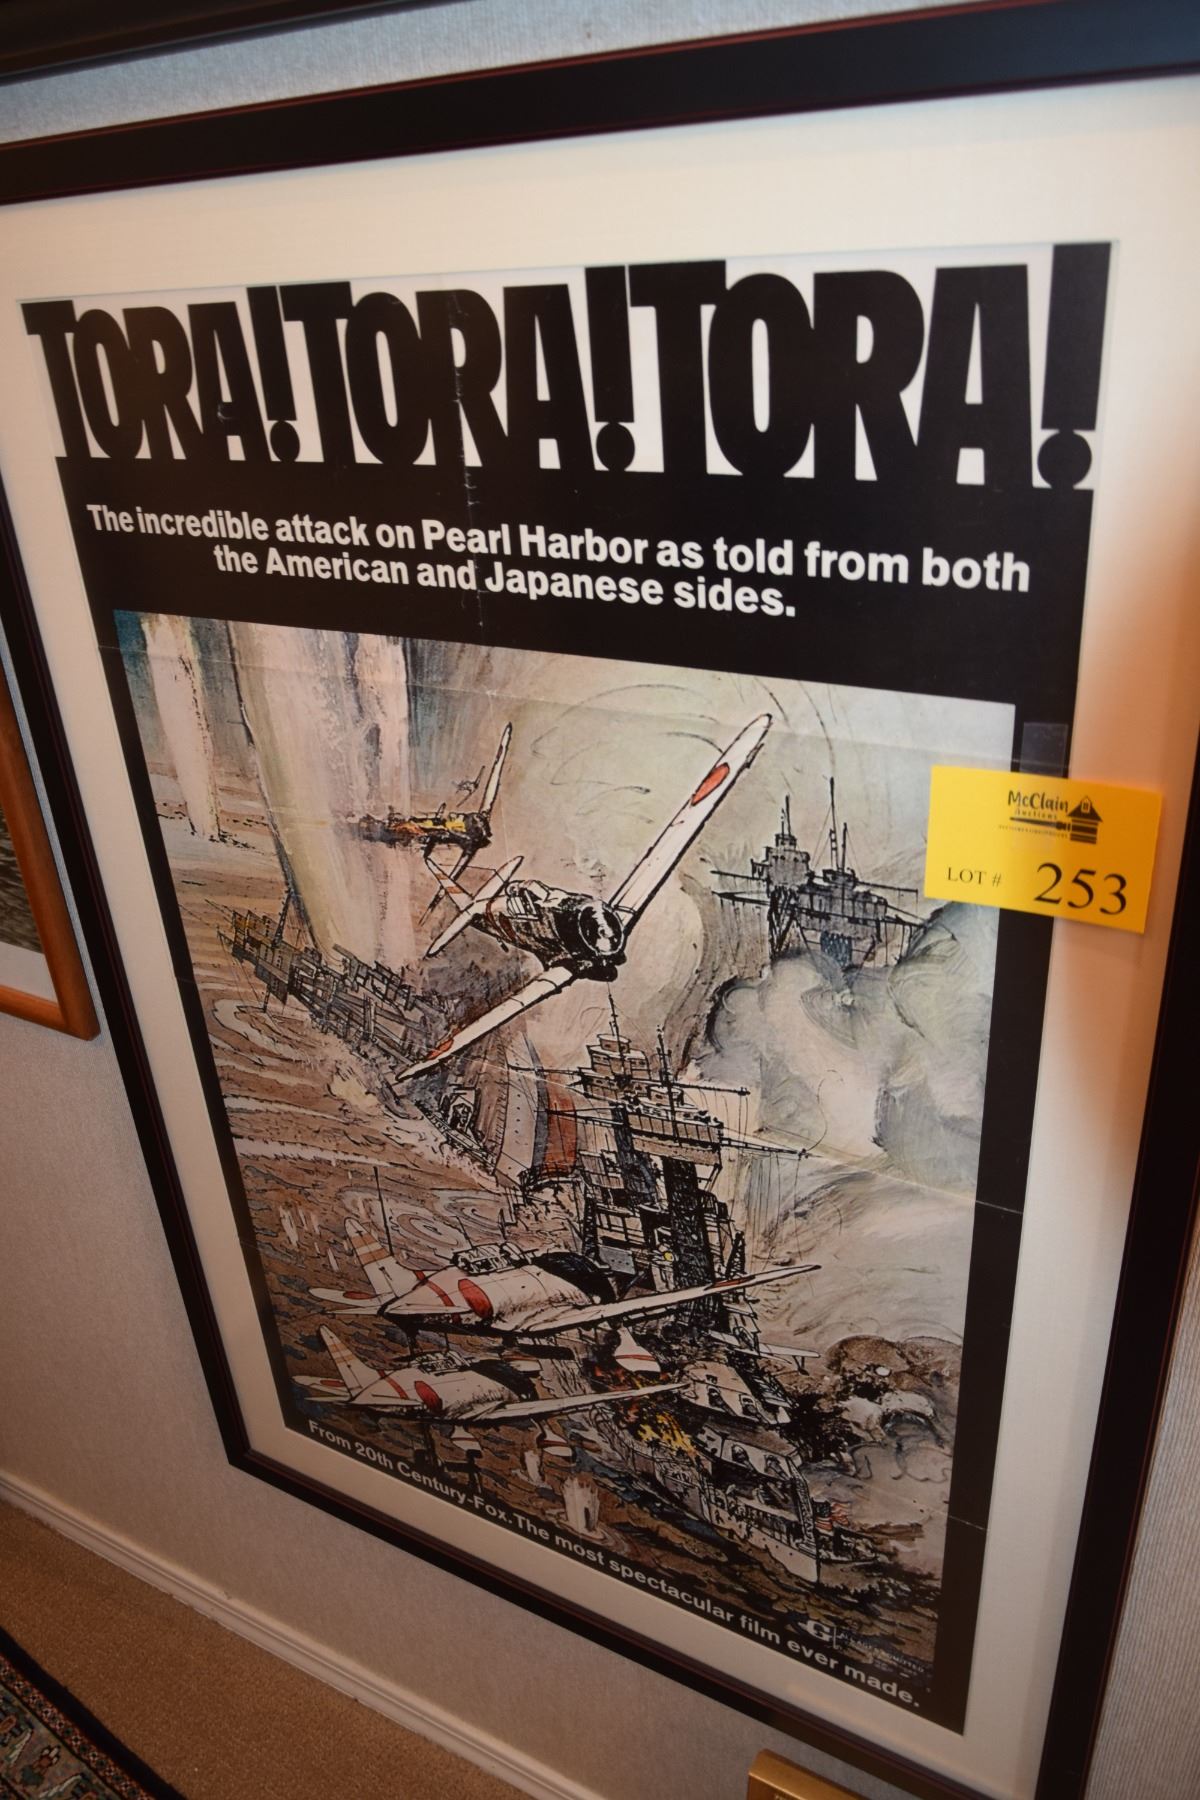 TORA! TORA! TORA!
The incredible attack on Pearl Harbor as told from both
the American and Japanese sides.
McClain
Auctions
LOT # 253
From 20th Century-Fox. The most spectacular film ever made.
G